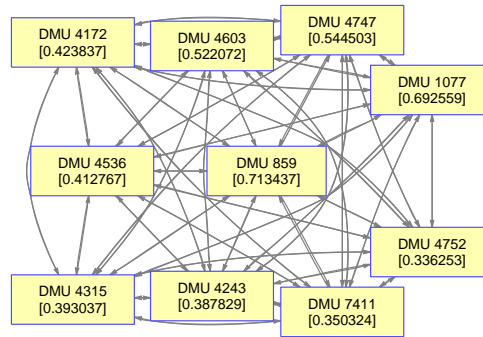 DMU 4172
[0.423837]
DMU 4603
[0.522072]
DMU 4747
[0.544503]
DMU 1077
[0.692559]
DMU 4536
[0.412767]
DMU 859
[0.713437]
DMU 4752
[0.336253]
DMU 4315
[0.393037]
DMU 4243
[0.387829]
DMU 7411
[0.350324]